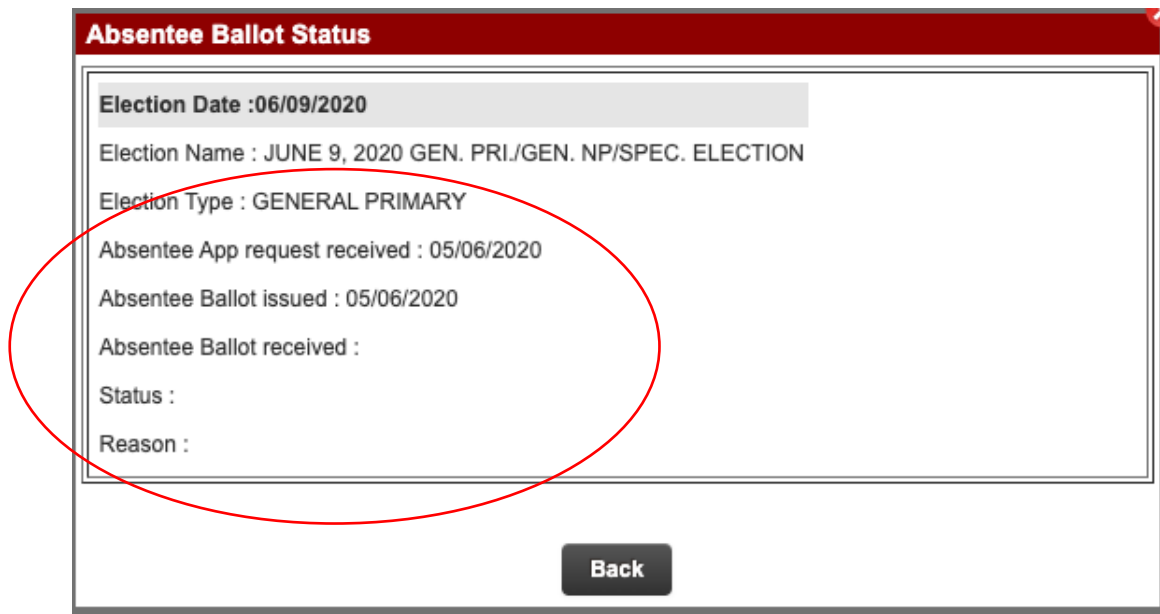 Absentee Ballot Status
Election Date :06/09/2020
Election Name : JUNE 9, 2020 GEN. PRI./GEN. NP/SPEC. ELECTION
Election Type : GENERAL PRIMARY
Absentee App request received : 05/06/2020
Absentee Ballot issued : 05/06/2020
Absentee Ballot received :
Status :
Reason :
Back